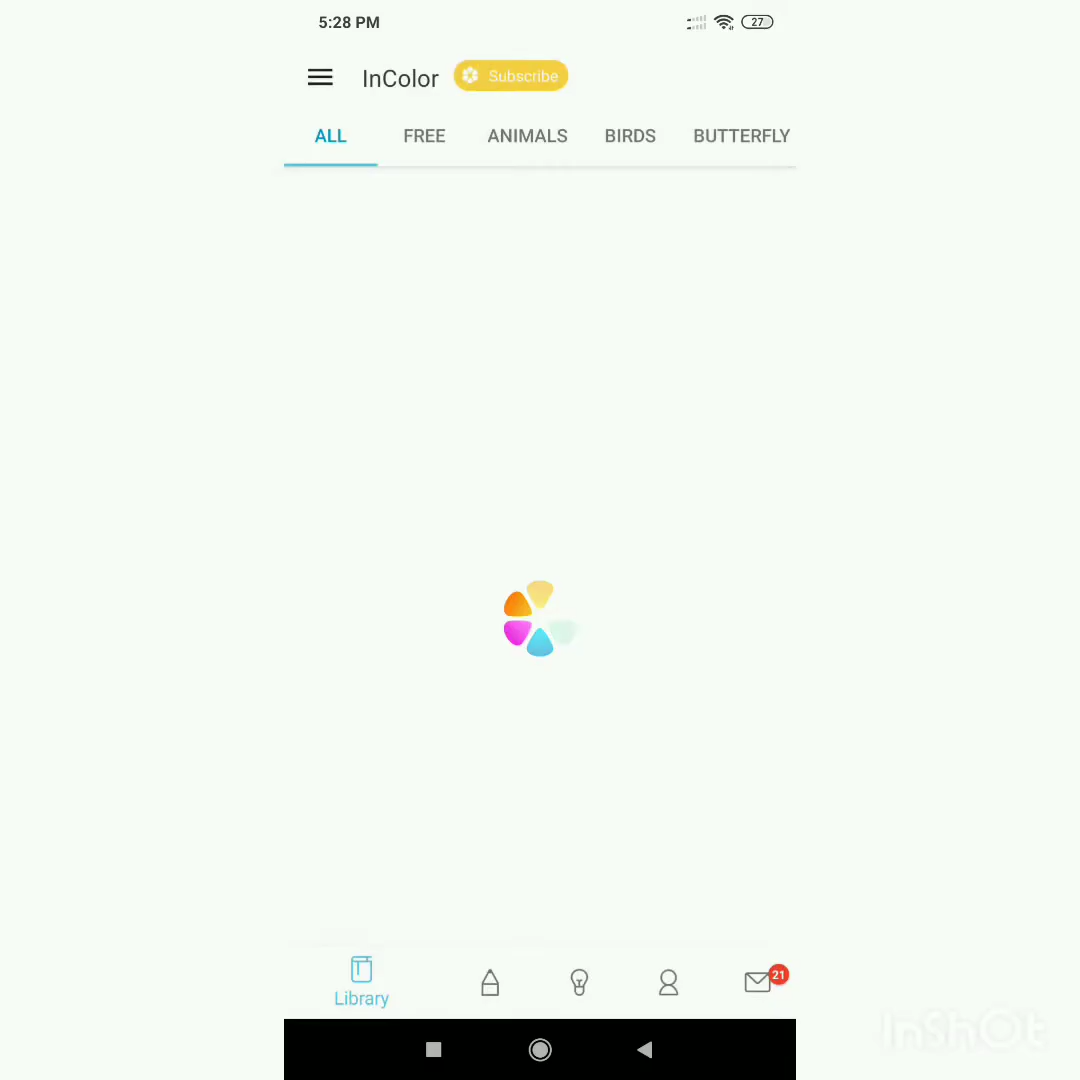 5:28 PM 27
InColor Subscribe
ALL FREE ANIMALS BIRDS BUTTERFLY
21
Library
InShOt